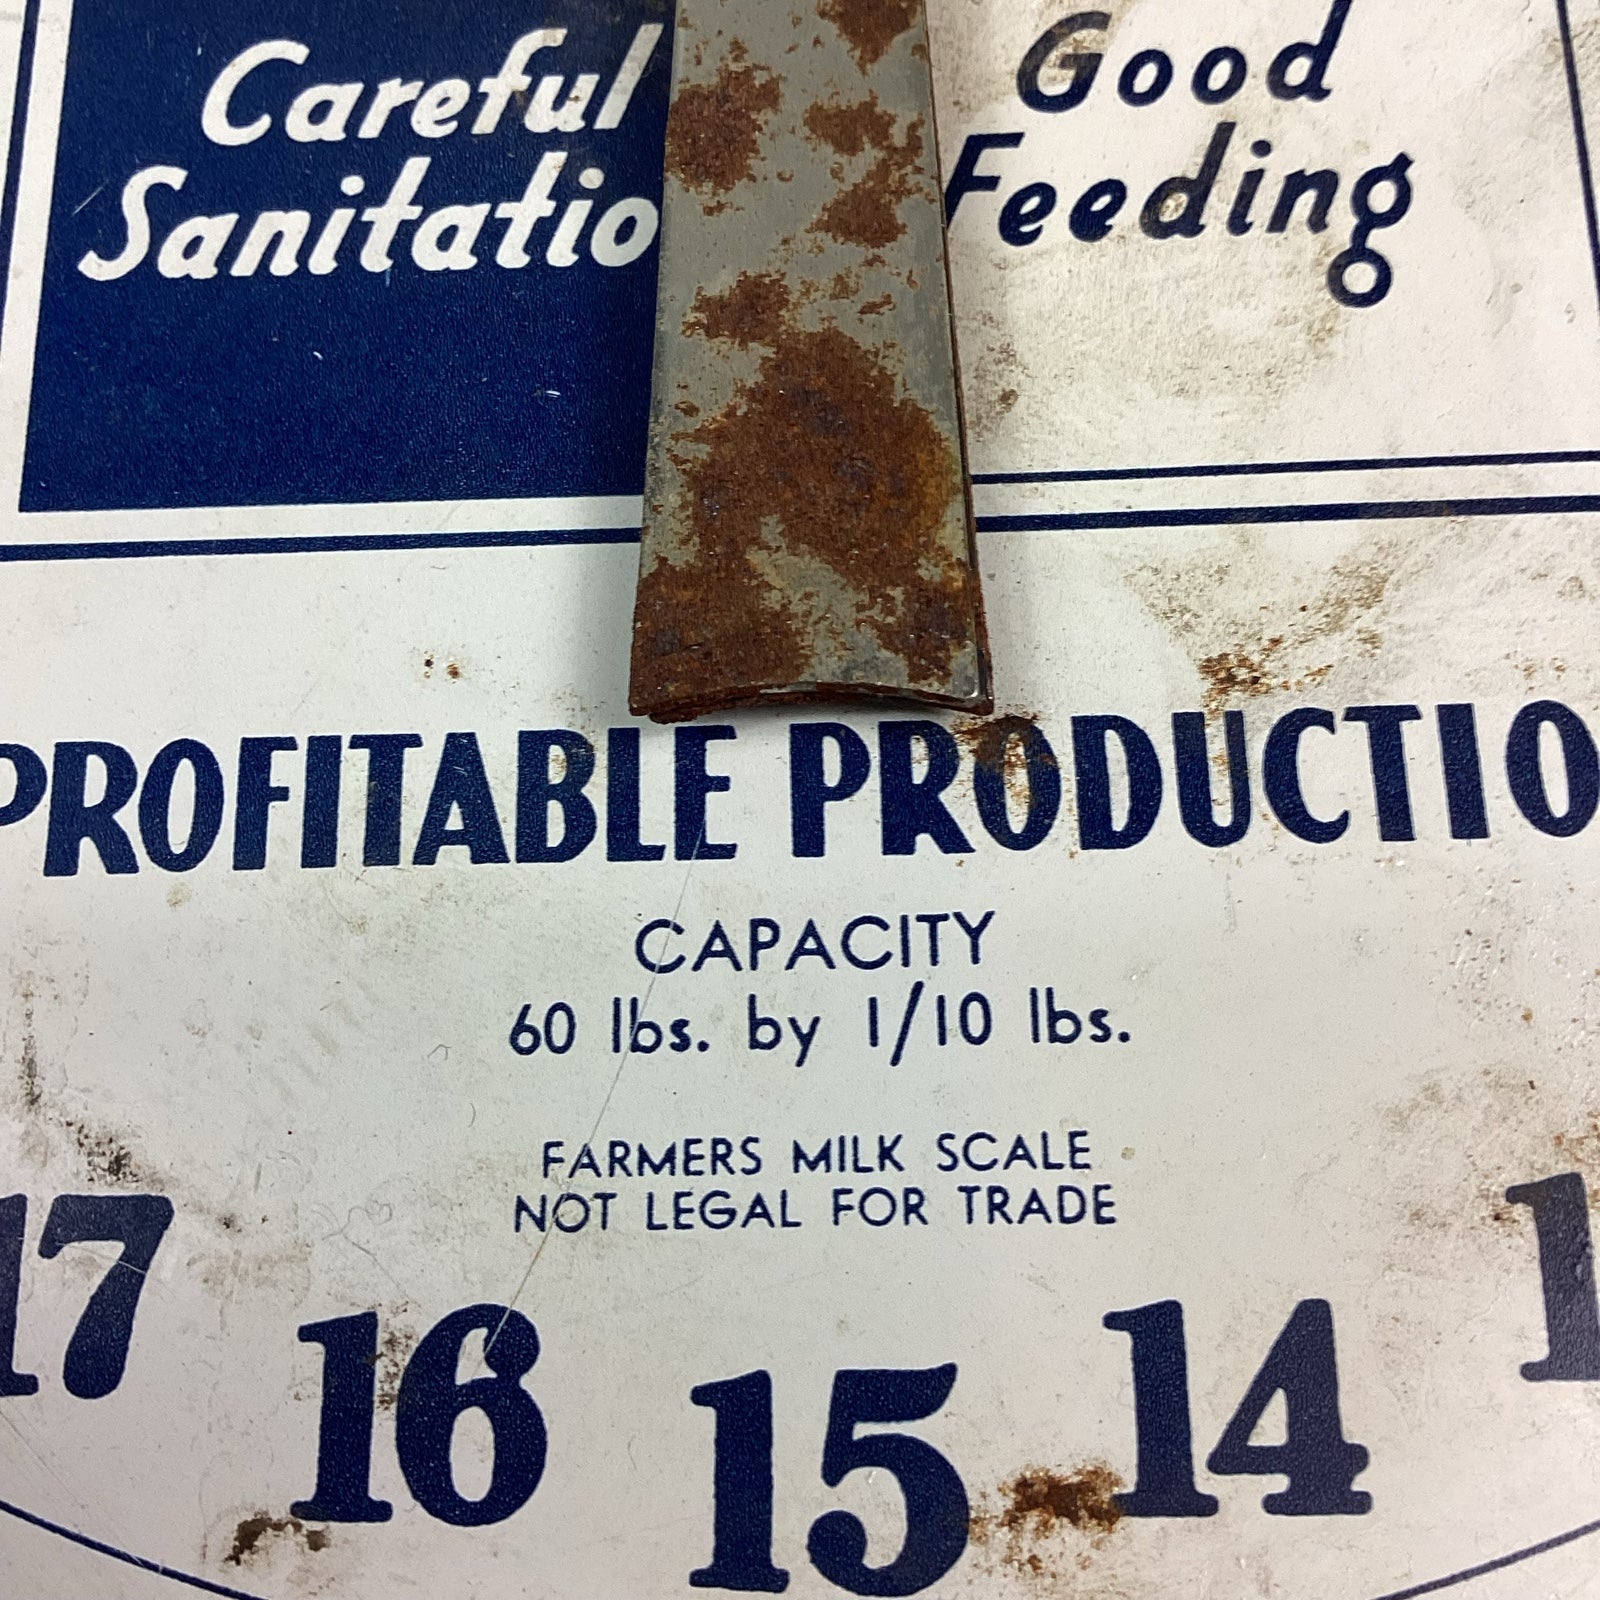 Careful
Sanitatio
Good
Feeding
PROFITABLE PRODUCTIO
CAPACITY
60 lbs. by 1/10 lbs.
FARMERS MILK SCALE
NOT LEGAL FOR TRADE
17 16 15 14 1